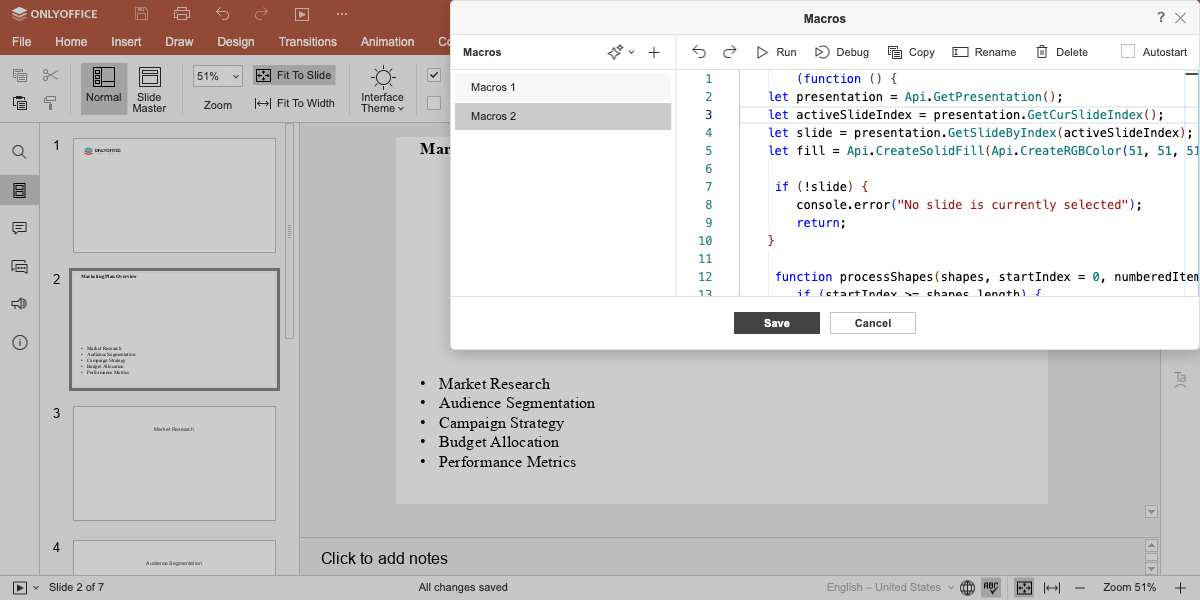 ONLYOFFICE
File Home Insert Draw Design Transitions Animation
Normal
Slide Master
51%
Zoom
Fit To Slide
Fit To Width
Interface Theme
1
ONLYOFFICE
2
Marketing Plan Overview
• Market Research
• Audience Segmentation
• Campaign Strategy
• Budget Allocation
• Performance Metrics
3
Market Research
4
Audience Segmentation
Mar
• Market Research
• Audience Segmentation
• Campaign Strategy
• Budget Allocation
• Performance Metrics
Click to add notes
Macros
?
Macros
Run Debug Copy Rename Delete Autostart
Macros 1
Macros 2
1 (function () {
2 let presentation = Api.GetPresentation();
3 let activeSlideIndex = presentation.GetCurSlideIndex();
4 let slide = presentation.GetSlideByIndex(activeSlideIndex);
5 let fill = Api.CreateSolidFill(Api.CreateRGBColor(51, 51, 51
6
7 if (!slide) {
8 console.error("No slide is currently selected");
9 return;
10 }
11
12 function processShapes(shapes, startIndex = 0, numberedItem
13 if (startIndex >= shapes.length) {
Save Cancel
Slide 2 of 7
All changes saved
English – United States
ABC
Zoom 51%